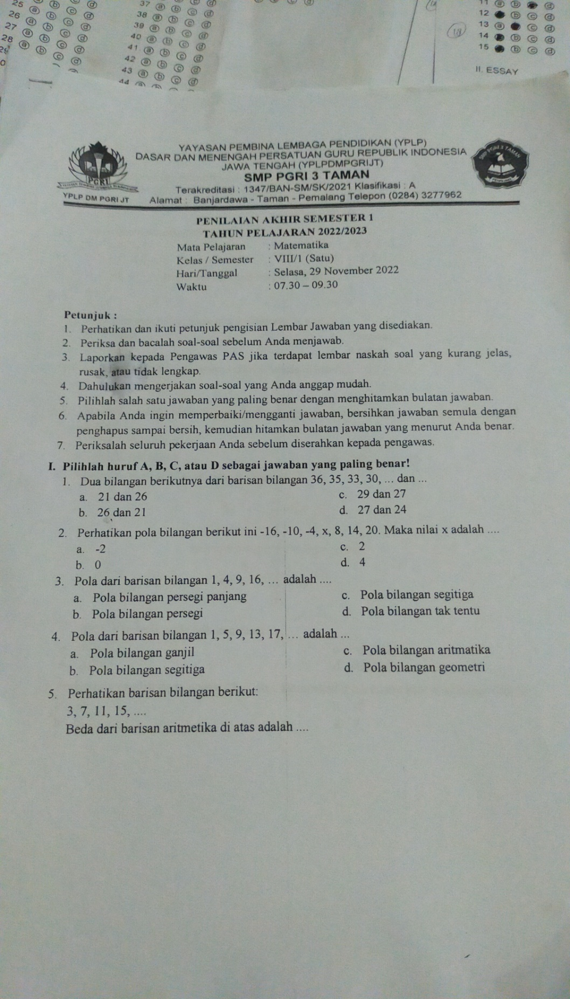 25 ⓐ ⓑ ⓒ ⓓ
26 ⓐ ⓑ ⓒ ⓓ
27 ⓐ ⓑ ⓒ ⓓ
28 ⓐ ⓑ ⓒ ⓓ
37 ⓐ ⓑ ⓒ ⓓ
38 ⓐ ⓑ ⓒ ⓓ
39 ⓐ ⓑ ⓒ ⓓ
40 ⓐ ⓑ ⓒ ⓓ
41 ⓐ ⓑ ⓒ ⓓ
42 ⓐ ⓑ ⓒ ⓓ
43 ⓐ ⓑ ⓒ ⓓ
44
11 ⓐ ⓑ ⓓ
12 ⓑ ⓒ ⓓ
13 ⓐ ⓒ ⓓ
14 ⓑ ⓒ ⓓ
15 ⓑ ⓒ ⓓ
II. ESSAY
YAYASAN PEMBINA LEMBAGA PENDIDIKAN (YPLP)
DASAR DAN MENENGAH PERSATUAN GURU REPUBLIK INDONESIA
JAWA TENGAH (YPLPDMPGRIJT)
SMP PGRI 3 TAMAN
Terakreditasi : 1347/BAN-SM/SK/2021 Klasifikasi : A
Alamat : Banjardawa - Taman - Pemalang Telepon (0284) 3277962
PGRI
YPLP DM PGRI JT
SMP PGRI 3 TAMAN
PENILAIAN AKHIR SEMESTER 1
TAHUN PELAJARAN 2022/2023
Mata Pelajaran : Matematika
Kelas / Semester : VIII/1 (Satu)
Hari/Tanggal : Selasa, 29 November 2022
Waktu : 07.30 – 09.30
Petunjuk :
1. Perhatikan dan ikuti petunjuk pengisian Lembar Jawaban yang disediakan.
2. Periksa dan bacalah soal-soal sebelum Anda menjawab.
3. Laporkan kepada Pengawas PAS jika terdapat lembar naskah soal yang kurang jelas,
rusak, atau tidak lengkap.
4. Dahulukan mengerjakan soal-soal yang Anda anggap mudah.
5. Pilihlah salah satu jawaban yang paling benar dengan menghitamkan bulatan jawaban.
6. Apabila Anda ingin memperbaiki/mengganti jawaban, bersihkan jawaban semula dengan
penghapus sampai bersih, kemudian hitamkan bulatan jawaban yang menurut Anda benar.
7. Periksalah seluruh pekerjaan Anda sebelum diserahkan kepada pengawas.
I. Pilihlah huruf A, B, C, atau D sebagai jawaban yang paling benar!
1. Dua bilangan berikutnya dari barisan bilangan 36, 35, 33, 30, ... dan ...
a. 21 dan 26 c. 29 dan 27
b. 26 dan 21 d. 27 dan 24
2. Perhatikan pola bilangan berikut ini -16, -10, -4, x, 8, 14, 20. Maka nilai x adalah ....
a. -2 c. 2
b. 0 d. 4
3. Pola dari barisan bilangan 1, 4, 9, 16, ... adalah ....
a. Pola bilangan persegi panjang c. Pola bilangan segitiga
b. Pola bilangan persegi d. Pola bilangan tak tentu
4. Pola dari barisan bilangan 1, 5, 9, 13, 17, ... adalah ...
a. Pola bilangan ganjil c. Pola bilangan aritmatika
b. Pola bilangan segitiga d. Pola bilangan geometri
5. Perhatikan barisan bilangan berikut:
3, 7, 11, 15, ....
Beda dari barisan aritmetika di atas adalah ....